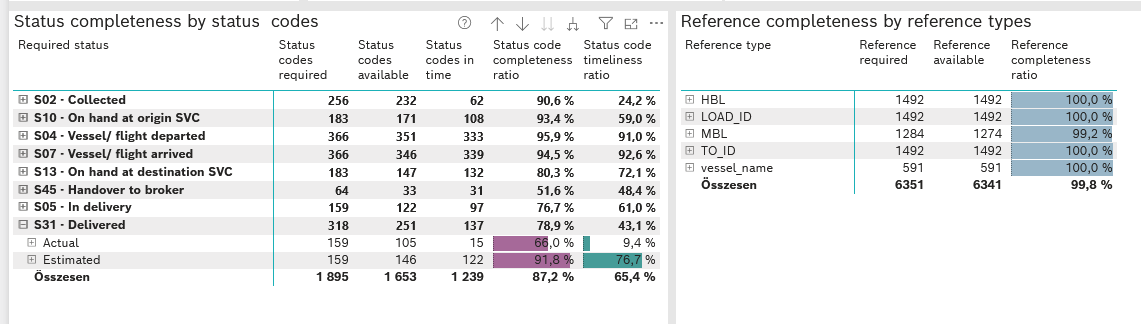 Status completeness by status codes
Required status Status codes required Status codes available Status codes in time Status code completeness ratio Status code timeliness ratio
S02 - Collected 256 232 62 90,6 % 24,2 %
S10 - On hand at origin SVC 183 171 108 93,4 % 59,0 %
S04 - Vessel/ flight departed 366 351 333 95,9 % 91,0 %
S07 - Vessel/ flight arrived 366 346 339 94,5 % 92,6 %
S13 - On hand at destination SVC 183 147 132 80,3 % 72,1 %
S45 - Handover to broker 64 33 31 51,6 % 48,4 %
S05 - In delivery 159 122 97 76,7 % 61,0 %
S31 - Delivered 318 251 137 78,9 % 43,1 %
Actual 159 105 15 66,0 % 9,4 %
Estimated 159 146 122 91,8 % 76,7 %
Összesen 1 895 1 653 1 239 87,2 % 65,4 %
Reference completeness by reference types
Reference type Reference required Reference available Reference completeness ratio
HBL 1492 1492 100,0 %
LOAD_ID 1492 1492 100,0 %
MBL 1284 1274 99,2 %
TO_ID 1492 1492 100,0 %
vessel_name 591 591 100,0 %
Összesen 6351 6341 99,8 %